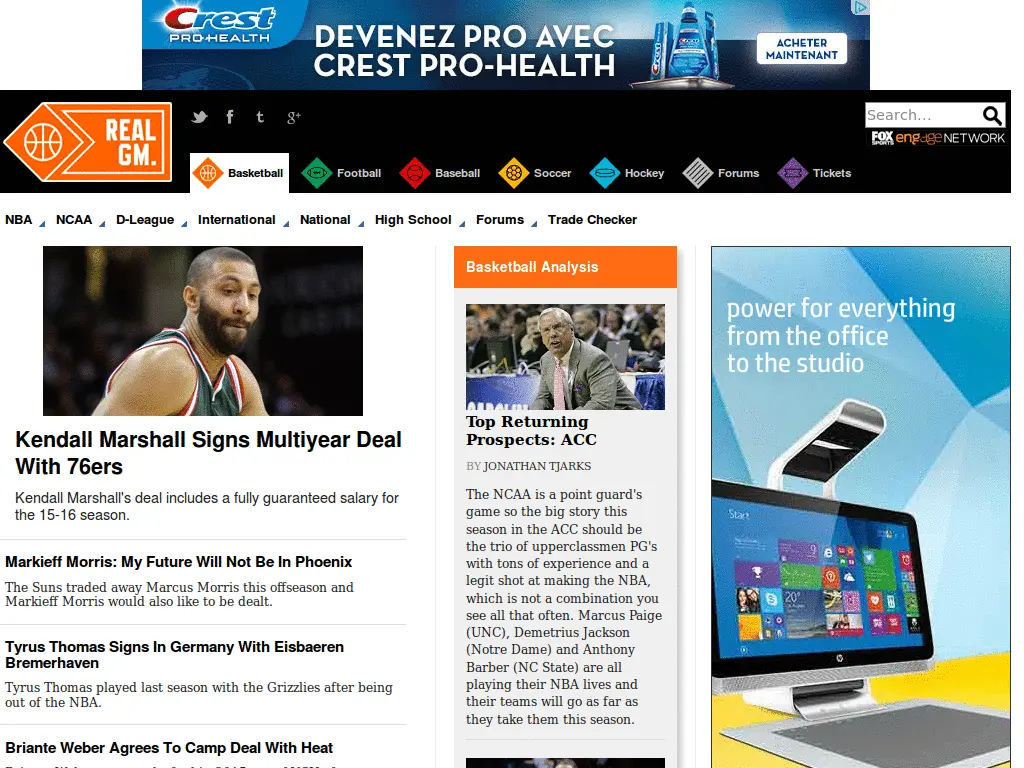 Crest
PRO-HEALTH
DEVENEZ PRO AVEC
CREST PRO-HEALTH
ACHETER
MAINTENANT
REAL
GM.
Search...
FOX
SPORTS
engage NETWORK
Basketball
Football
Baseball
Soccer
Hockey
Forums
Tickets
NBA
NCAA
D-League
International
National
High School
Forums
Trade Checker
Kendall Marshall Signs Multiyear Deal
With 76ers
Kendall Marshall's deal includes a fully guaranteed salary for
the 15-16 season.
Markieff Morris: My Future Will Not Be In Phoenix
The Suns traded away Marcus Morris this offseason and
Markieff Morris would also like to be dealt.
Tyrus Thomas Signs In Germany With Eisbaeren
Bremerhaven
Tyrus Thomas played last season with the Grizzlies after being
out of the NBA.
Briante Weber Agrees To Camp Deal With Heat
Basketball Analysis
Top Returning
Prospects: ACC
BY JONATHAN TJARKS
The NCAA is a point guard's
game so the big story this
season in the ACC should be
the trio of upperclassmen PG's
with tons of experience and a
legit shot at making the NBA,
which is not a combination you
see all that often. Marcus Paige
(UNC), Demetrius Jackson
(Notre Dame) and Anthony
Barber (NC State) are all
playing their NBA lives and
their teams will go as far as
they take them this season.
power for everything
from the office
to the studio
Start
20°
hp